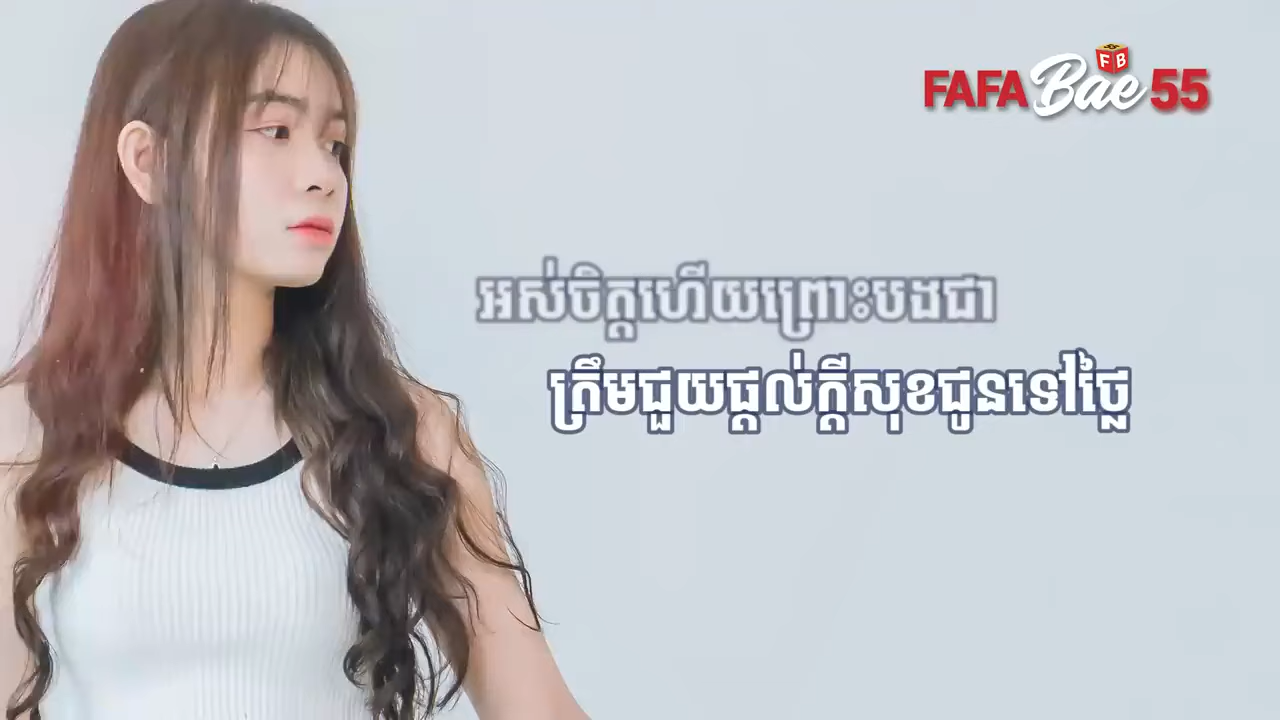 FAFA Bae 55
FB
អស់ចិត្តហើយព្រោះបងជា
ត្រឹមជួយផ្តល់ក្តីសុខជូនទៅថ្លៃ